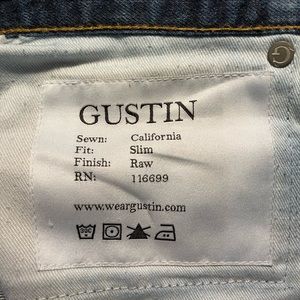 GUSTIN
Sewn: California
Fit: Slim
Finish: Raw
RN: 116699
www.weargustin.com